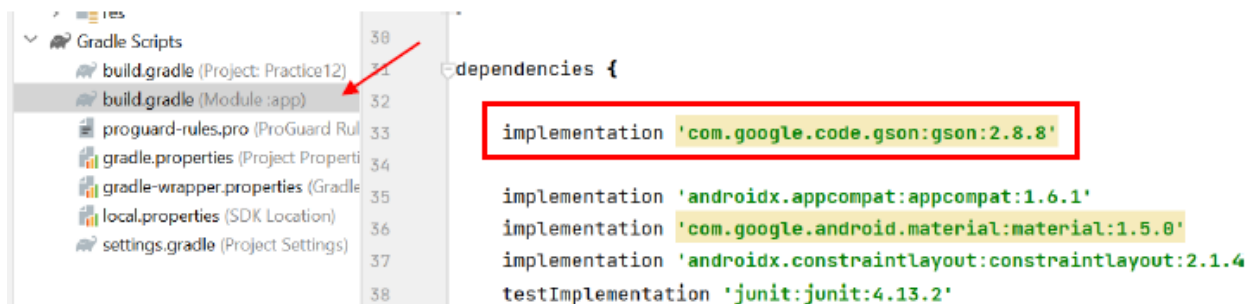 res
Gradle Scripts
build.gradle (Project: Practice12)
build.gradle (Module :app)
proguard-rules.pro (ProGuard Rul
gradle.properties (Project Properti
gradle-wrapper.properties (Gradle
local.properties (SDK Location)
settings.gradle (Project Settings)
30
31 dependencies {
32
33 implementation 'com.google.code.gson:gson:2.8.8'
34
35 implementation 'androidx.appcompat:appcompat:1.6.1'
36 implementation 'com.google.android.material:material:1.5.0'
37 implementation 'androidx.constraintlayout:constraintlayout:2.1.4
38 testImplementation 'junit:junit:4.13.2'